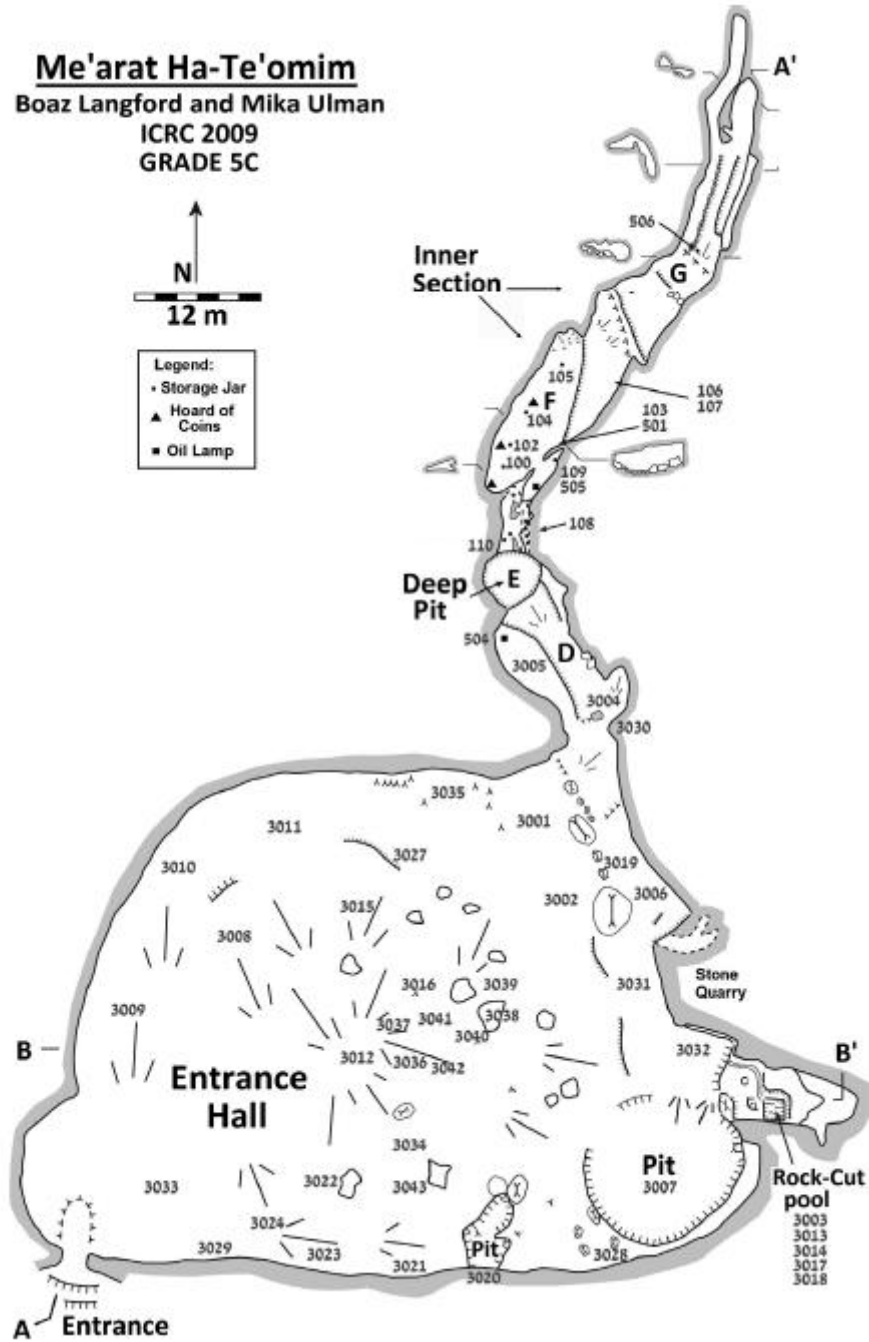 Me'arat Ha-Te'omim
Boaz Langford and Mika Ulman
ICRC 2009
GRADE 5C
N
12 m
Legend:
Storage Jar
Hoard of
Coins
Oil Lamp
A'
506
G
Inner
Section
105
F
104
106
107
103
501
102
100
109
505
108
110
E
Deep
Pit
504
D
3005
3004
3030
3035
3011
3001
3027
3010
3019
3002
3006
3015
3008
Stone
Quarry
3016
3039
3031
3009
3037
3041
3038
3040
B
3012
3036
3042
3032
B'
Entrance
Hall
3034
Pit
3007
3033
3022
3043
Rock-Cut
pool
3003
3013
3014
3017
3018
3024
3029
3023
3021
Pit
3020
3028
A
Entrance